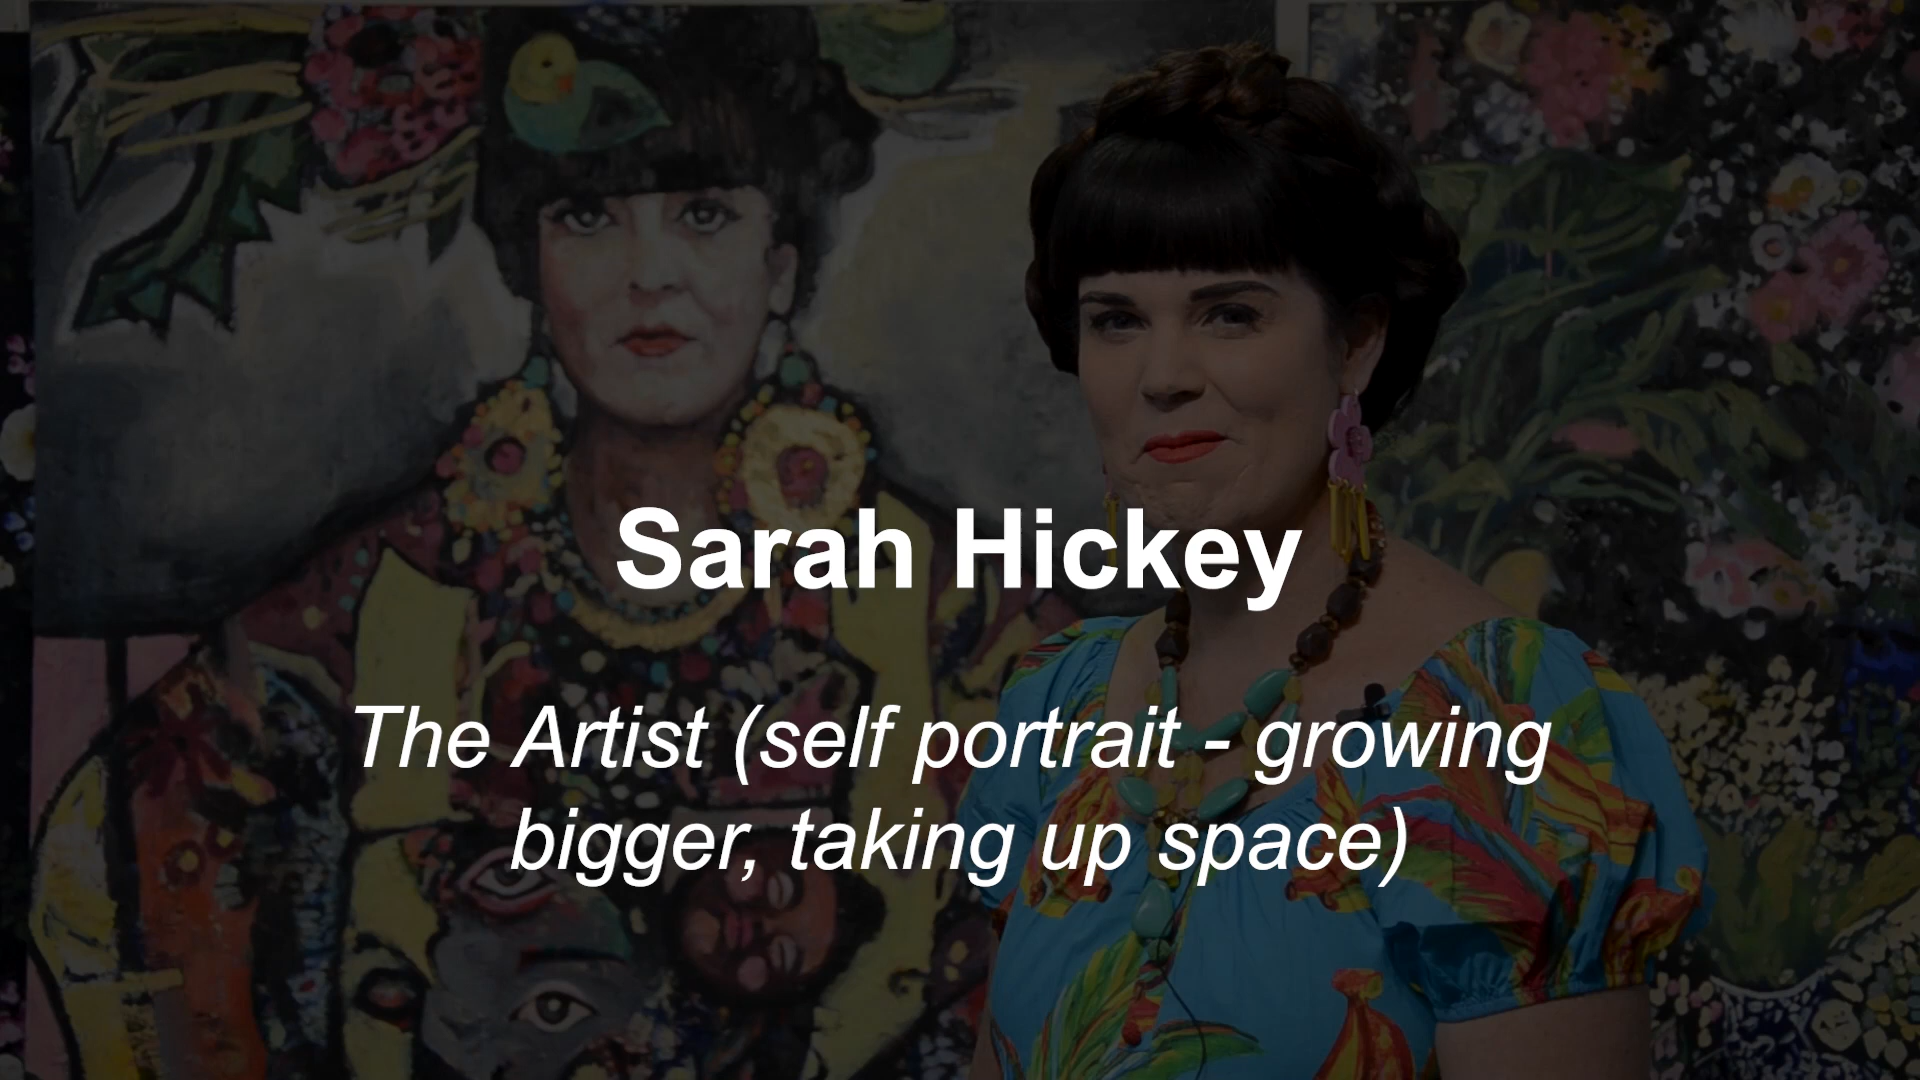 Sarah Hickey
The Artist (self portrait - growing
bigger, taking up space)